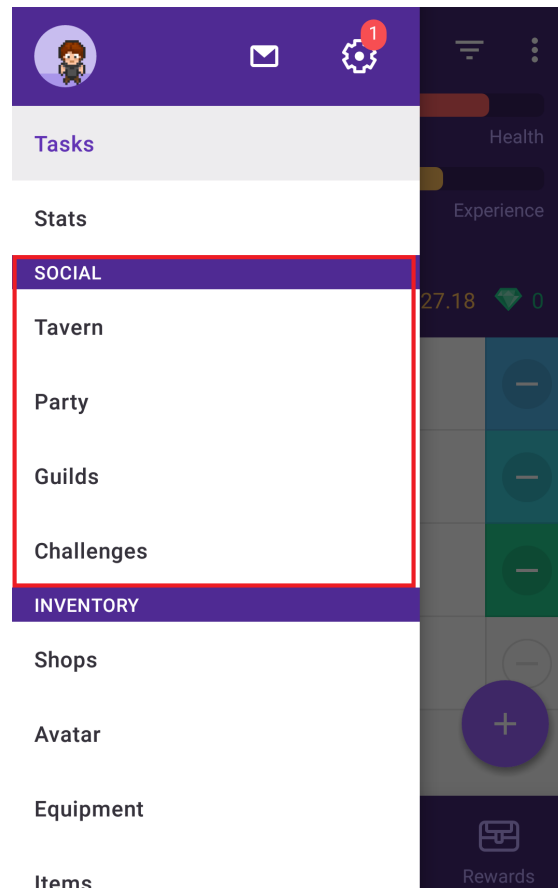 1
Tasks
Health
Stats
Experience
SOCIAL
27.18
0
Tavern
Party
Guilds
Challenges
INVENTORY
Shops
Avatar
Equipment
Items
Rewards